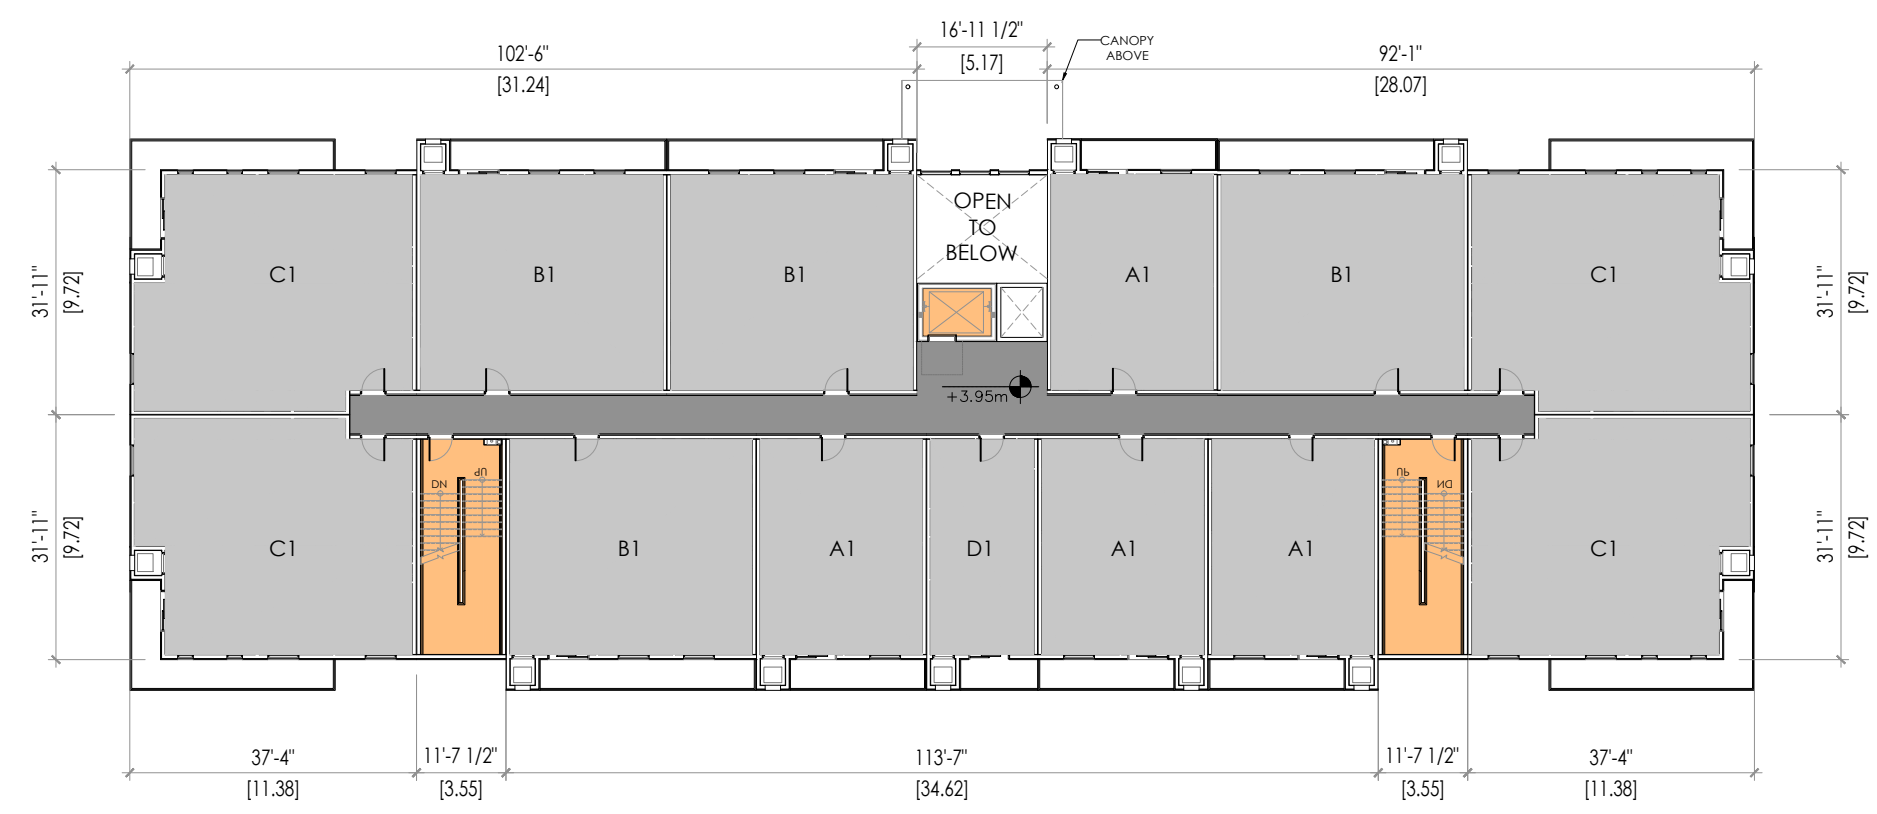 16'-11 1/2"
[5.17]
CANOPY
ABOVE
102'-6"
[31.24]
92'-1"
[28.07]
OPEN
TO
BELOW
31'-11"
[9.72]
C1
B1
B1
A1
B1
C1
31'-11"
[9.72]
+3.95m
DN
UP
UP
DN
31'-11"
[9.72]
C1
B1
A1
D1
A1
A1
C1
31'-11"
[9.72]
37'-4"
[11.38]
11'-7 1/2"
[3.55]
113'-7"
[34.62]
11'-7 1/2"
[3.55]
37'-4"
[11.38]